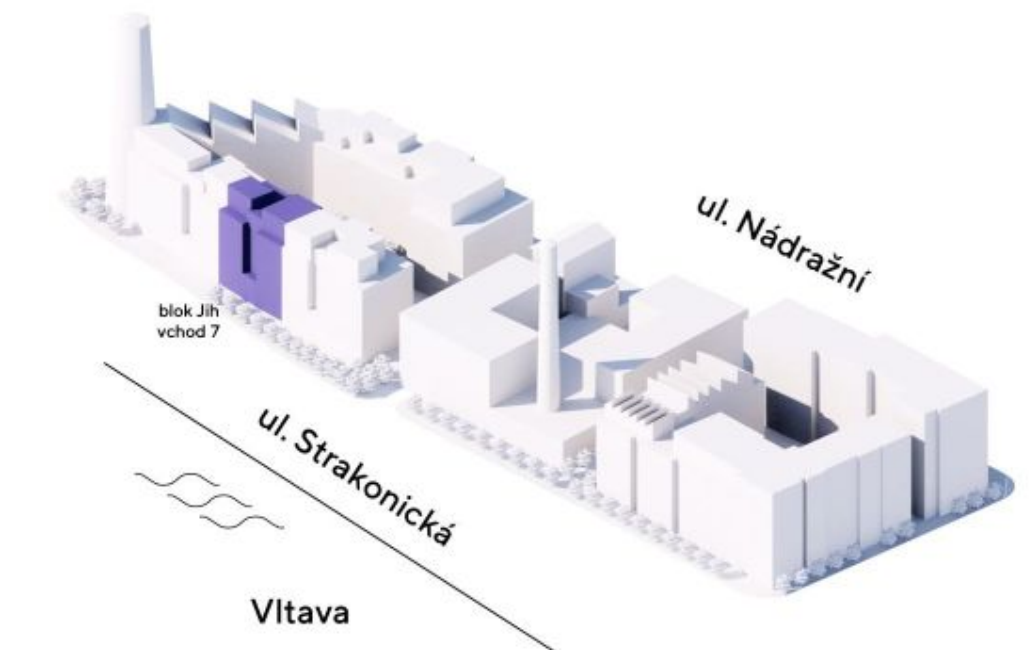 ul. Nádražní
blok Jih
vchod 7
ul. Strakonická
Vltava